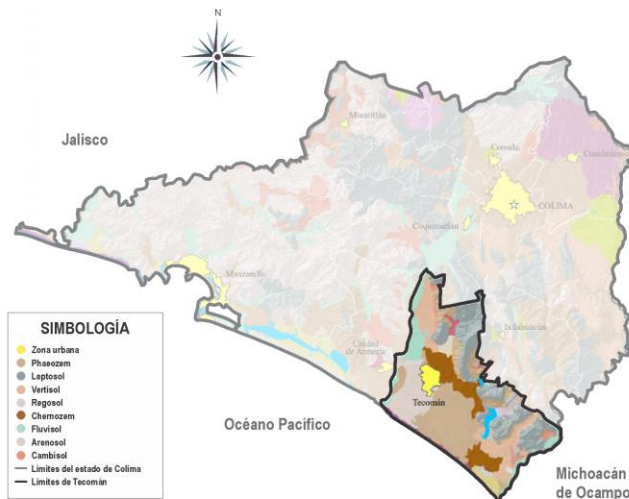 Jalisco
Minatitlán
Comala
Cuauhtémoc
COLIMA
Coquimatlán
Manzanillo
Ixtlahuacán
Ciudad
de Armería
Tecomán
Océano Pacífico
Michoacán
de Ocampo
SIMBOLOGÍA
Zona urbana
Phaeozem
Leptosol
Vertisol
Regosol
Chernozem
Fluvisol
Arenosol
Cambisol
Límites del estado de Colima
Límites de Tecomán